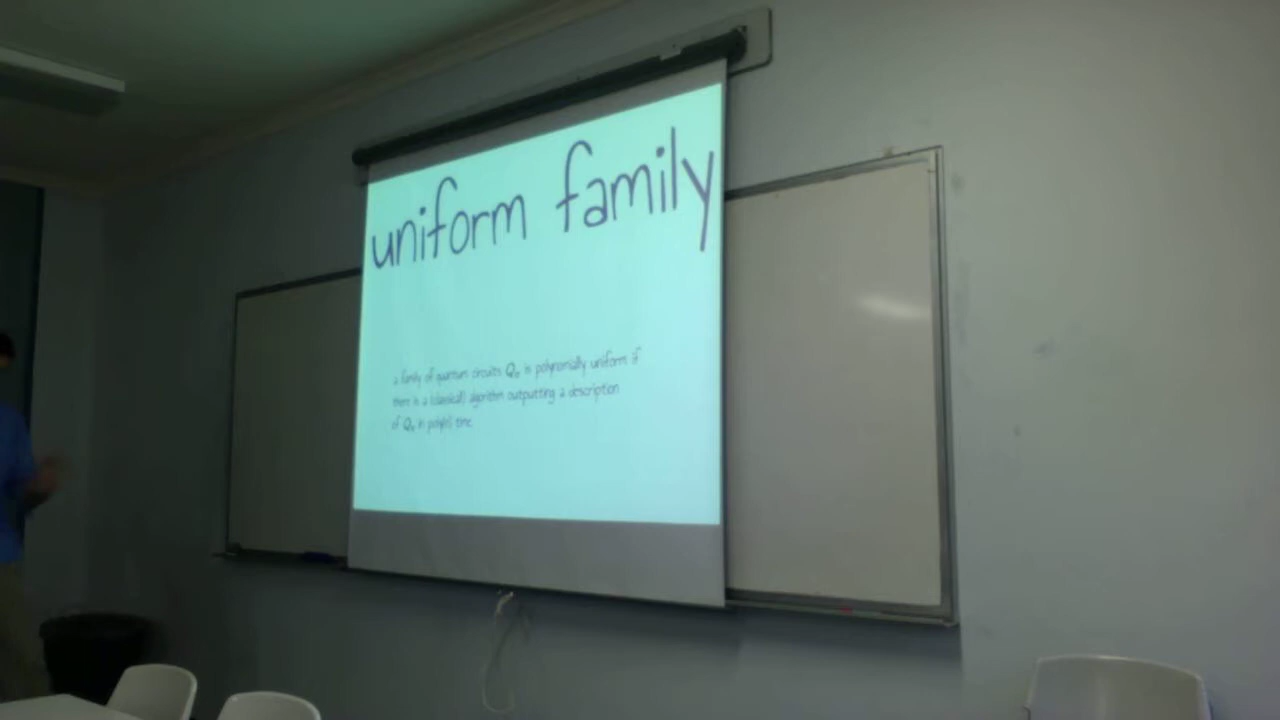 uniform family
a family of quantum circuits Qn is polynomially uniform if
there is a (classical) algorithm outputting a description
of Qn in poly(n) time